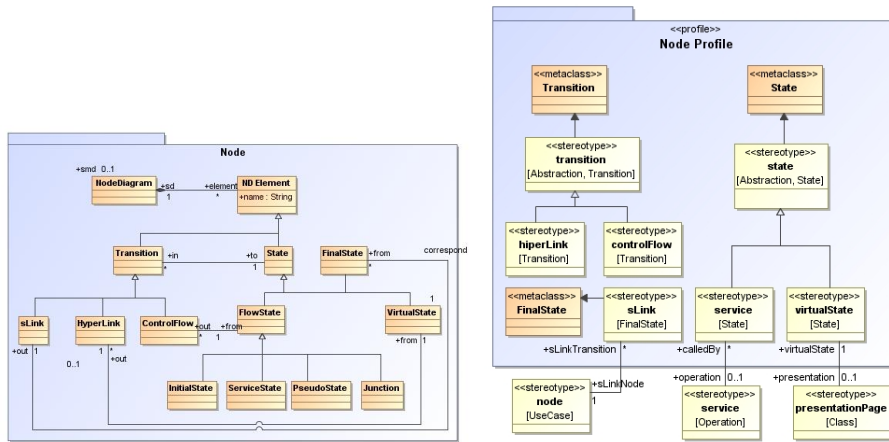 Node
+smd 0..1
NodeDiagram
+sd
1
+element
*
ND Element
+name : String
Transition
+in
*
+to
1
State
FinalState
+from
*
correspond
sLink
HyperLink
ControlFlow
+out
*
+from
1
FlowState
VirtualState
1
+out
1
0..1
1
*
+out
+from
1
InitialState
ServiceState
PseudoState
Junction
<<profile>>
Node Profile
<<metaclass>>
Transition
<<metaclass>>
State
<<stereotype>>
transition
[Abstraction, Transition]
<<stereotype>>
state
[Abstraction, State]
<<stereotype>>
hiperLink
[Transition]
<<stereotype>>
controlFlow
[Transition]
<<metaclass>>
FinalState
<<stereotype>>
sLink
[FinalState]
<<stereotype>>
service
[State]
<<stereotype>>
virtualState
[State]
+sLinkTransition
*
+calledBy
*
+virtualState
1
+sLinkNode
1
+operation
0..1
+presentation
0..1
<<stereotype>>
node
[UseCase]
<<stereotype>>
service
[Operation]
<<stereotype>>
presentationPage
[Class]